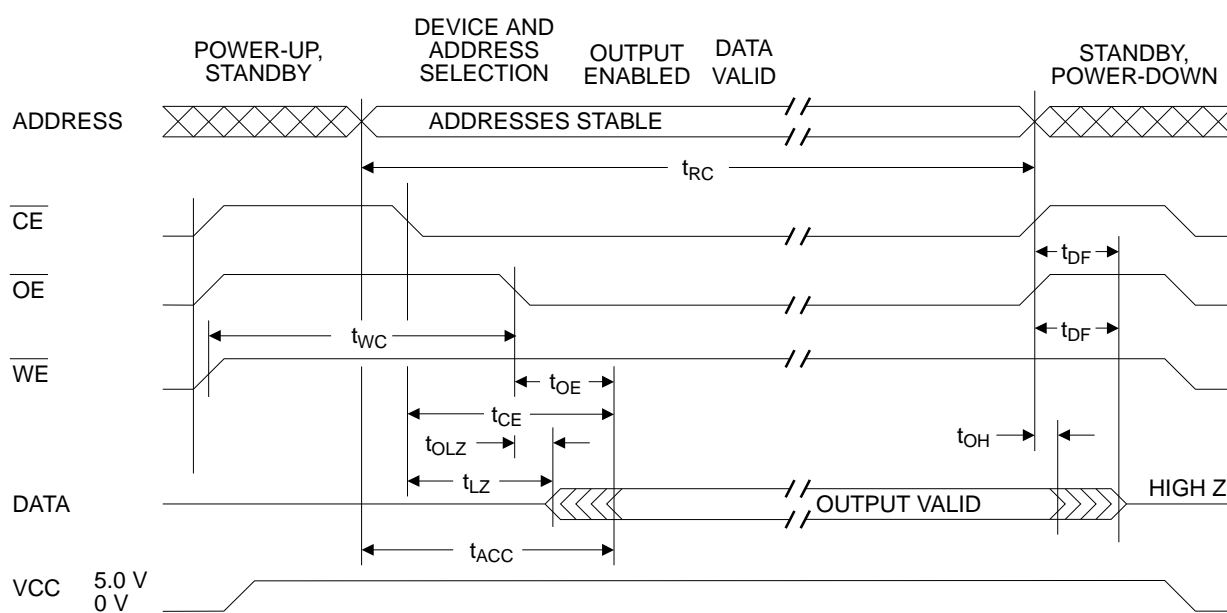 POWER-UP,
STANDBY
DEVICE AND
ADDRESS
SELECTION
OUTPUT
ENABLED
DATA
VALID
STANDBY,
POWER-DOWN
ADDRESS
ADDRESSES STABLE
tRC
CE
tDF
OE
tWC
tDF
WE
tOE
tCE
tOLZ
tOH
tLZ
DATA
OUTPUT VALID
HIGH Z
tACC
VCC
5.0 V
0 V